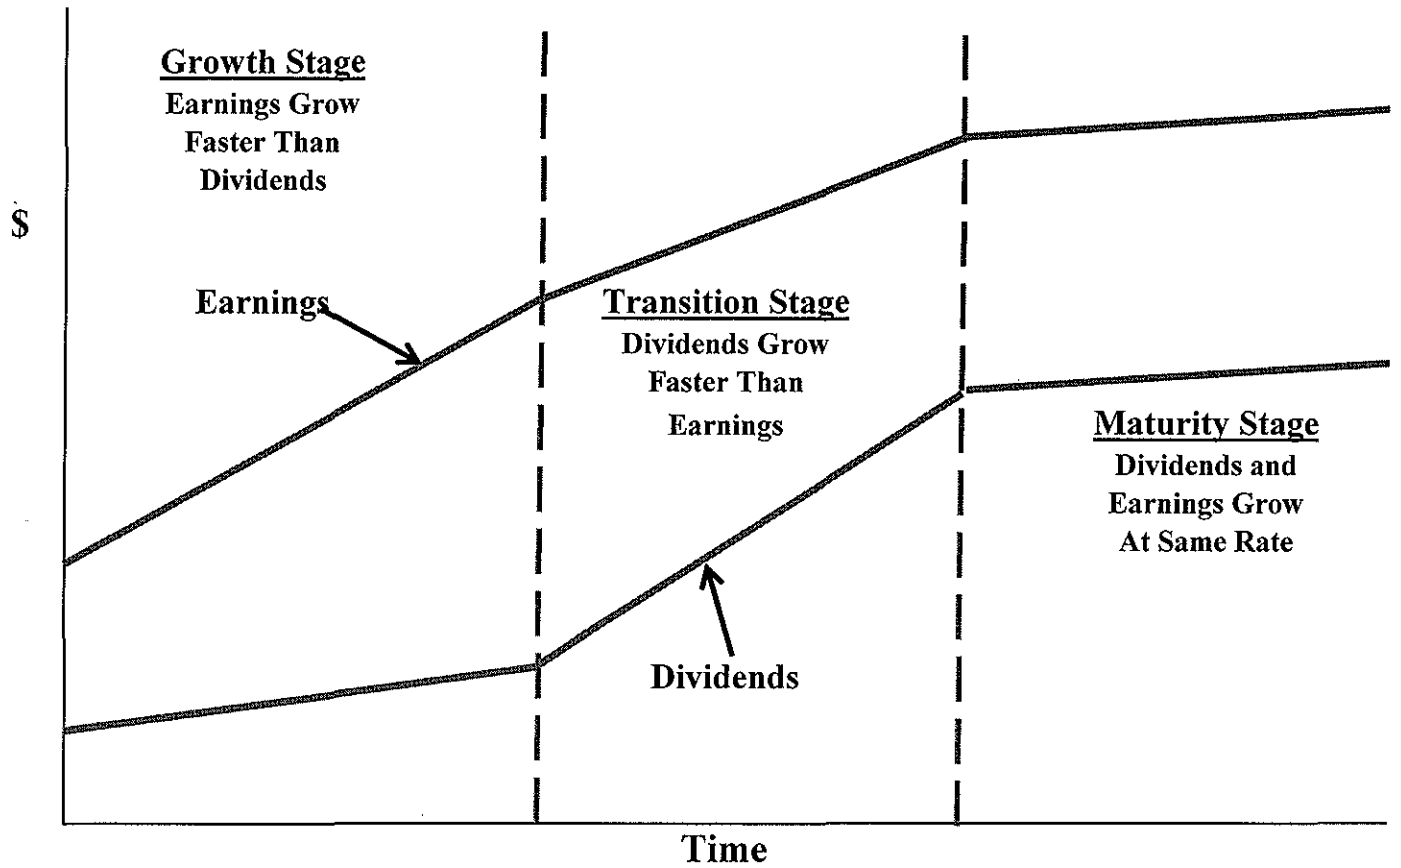 Growth Stage
Earnings Grow
Faster Than
Dividends
$
Earnings
Transition Stage
Dividends Grow
Faster Than
Earnings
Maturity Stage
Dividends and
Earnings Grow
At Same Rate
Dividends
Time